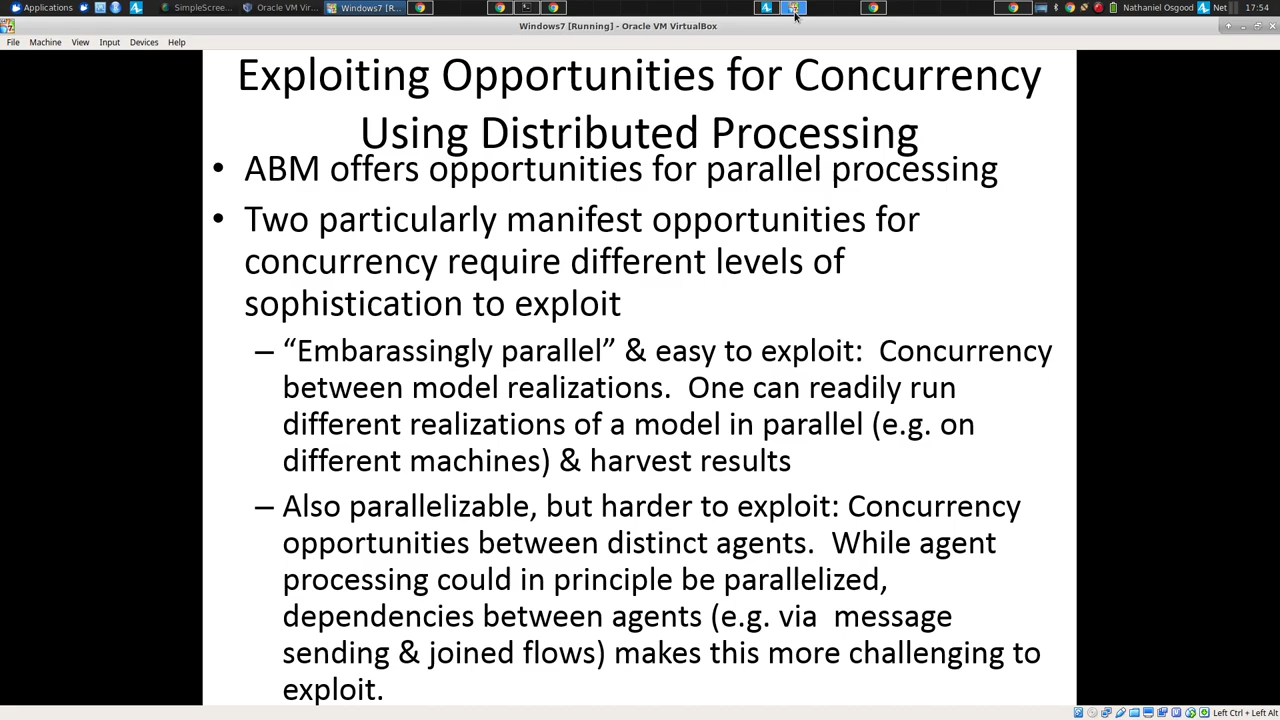 Applications
SimpleScree...
Oracle VM Vir...
Windows7 [R...
Nathaniel Osgood
Net
17:54
Windows7 [Running] - Oracle VM VirtualBox
File Machine View Input Devices Help
Exploiting Opportunities for Concurrency
Using Distributed Processing
• ABM offers opportunities for parallel processing
• Two particularly manifest opportunities for
concurrency require different levels of
sophistication to exploit
– “Embarassingly parallel” & easy to exploit: Concurrency
between model realizations. One can readily run
different realizations of a model in parallel (e.g. on
different machines) & harvest results
– Also parallelizable, but harder to exploit: Concurrency
opportunities between distinct agents. While agent
processing could in principle be parallelized,
dependencies between agents (e.g. via message
sending & joined flows) makes this more challenging to
exploit.
Left Ctrl + Left Alt